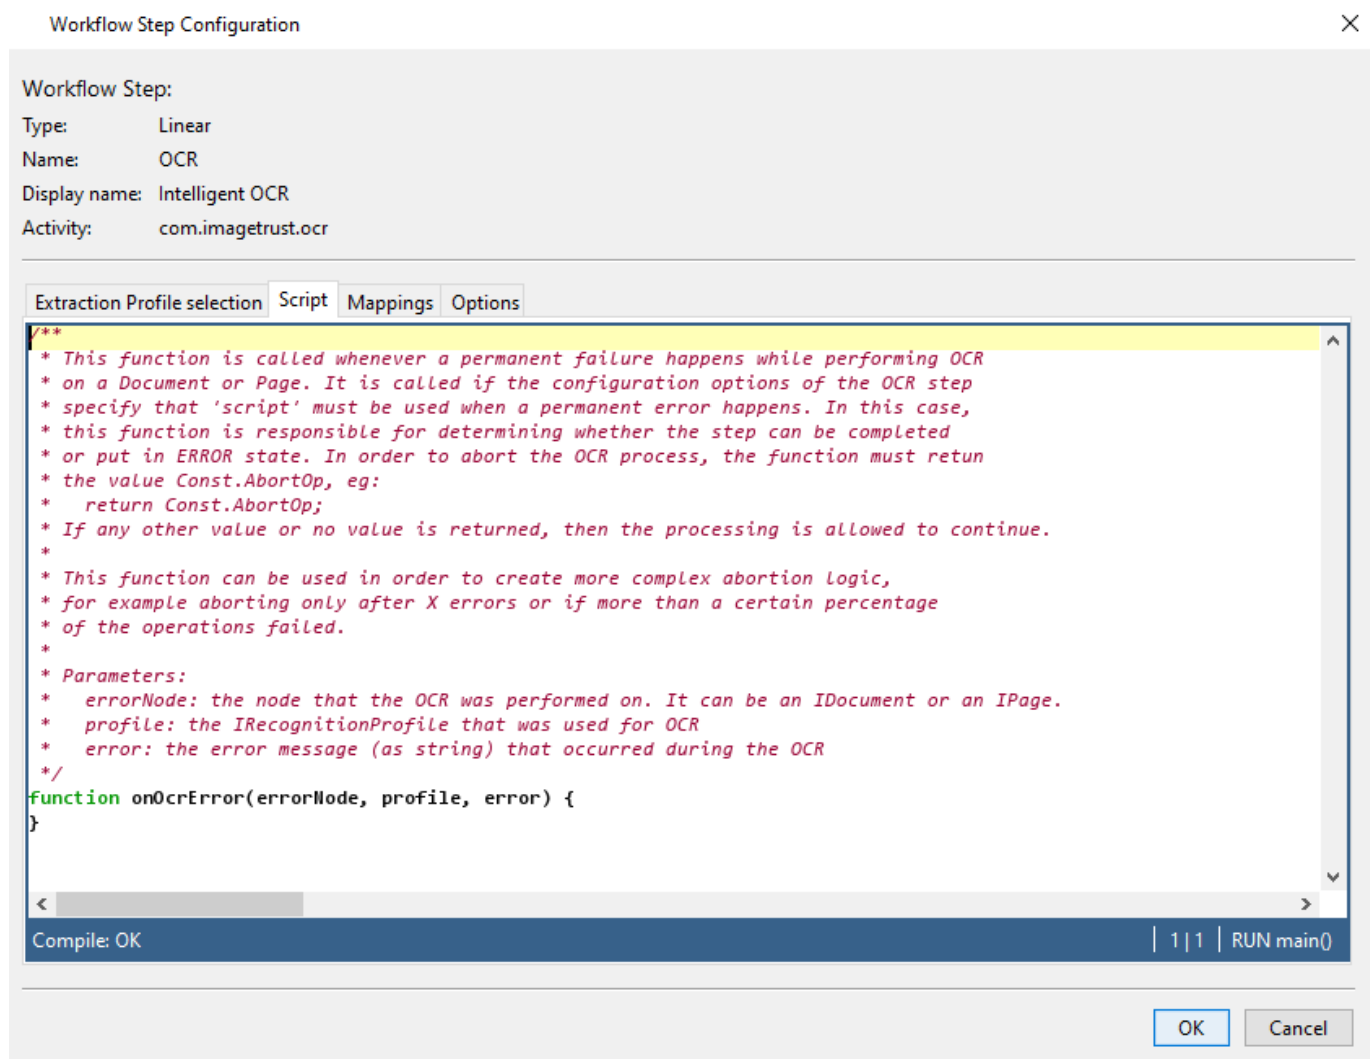 Workflow Step Configuration
Workflow Step:
Type: Linear
Name: OCR
Display name: Intelligent OCR
Activity: com.imagetrust.ocr
Extraction Profile selection Script Mappings Options
/**
 * This function is called whenever a permanent failure happens while performing OCR
 * on a Document or Page. It is called if the configuration options of the OCR step
 * specify that 'script' must be used when a permanent error happens. In this case,
 * this function is responsible for determining whether the step can be completed
 * or put in ERROR state. In order to abort the OCR process, the function must retun
 * the value Const.AbortOp, eg:
 *   return Const.AbortOp;
 * If any other value or no value is returned, then the processing is allowed to continue.
 *
 * This function can be used in order to create more complex abortion logic,
 * for example aborting only after X errors or if more than a certain percentage
 * of the operations failed.
 *
 * Parameters:
 *   errorNode: the node that the OCR was performed on. It can be an IDocument or an IPage.
 *   profile: the IRecognitionProfile that was used for OCR
 *   error: the error message (as string) that occurred during the OCR
 */
function onOcrError(errorNode, profile, error) {
}
Compile: OK 1 | 1 RUN main()
OK Cancel